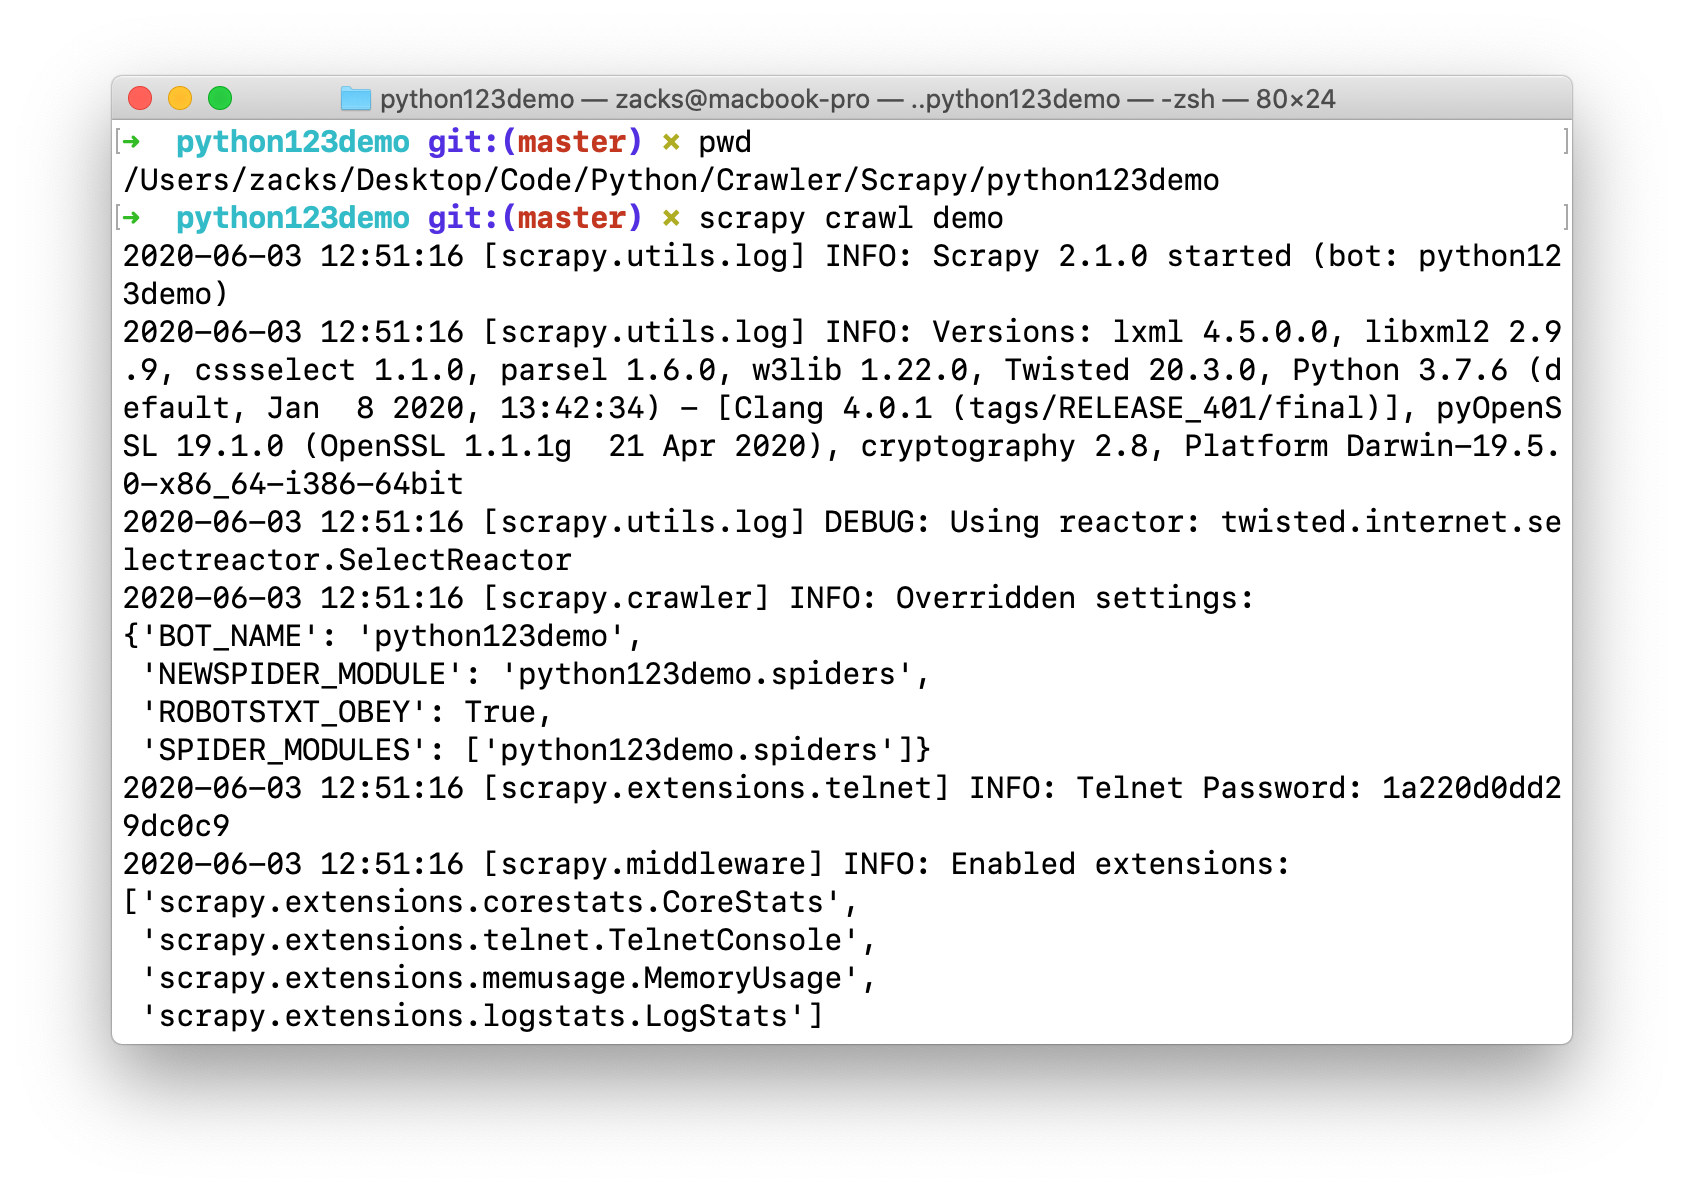 python123demo — zacks@macbook-pro — ..python123demo — -zsh — 80×24
[➜  python123demo git:(master) × pwd ]
/Users/zacks/Desktop/Code/Python/Crawler/Scrapy/python123demo
[➜  python123demo git:(master) × scrapy crawl demo ]
2020-06-03 12:51:16 [scrapy.utils.log] INFO: Scrapy 2.1.0 started (bot: python12
3demo)
2020-06-03 12:51:16 [scrapy.utils.log] INFO: Versions: lxml 4.5.0.0, libxml2 2.9
.9, cssselect 1.1.0, parsel 1.6.0, w3lib 1.22.0, Twisted 20.3.0, Python 3.7.6 (d
efault, Jan  8 2020, 13:42:34) - [Clang 4.0.1 (tags/RELEASE_401/final)], pyOpenS
SL 19.1.0 (OpenSSL 1.1.1g  21 Apr 2020), cryptography 2.8, Platform Darwin-19.5.
0-x86_64-i386-64bit
2020-06-03 12:51:16 [scrapy.utils.log] DEBUG: Using reactor: twisted.internet.se
lectreactor.SelectReactor
2020-06-03 12:51:16 [scrapy.crawler] INFO: Overridden settings:
{'BOT_NAME': 'python123demo',
 'NEWSPIDER_MODULE': 'python123demo.spiders',
 'ROBOTSTXT_OBEY': True,
 'SPIDER_MODULES': ['python123demo.spiders']}
2020-06-03 12:51:16 [scrapy.extensions.telnet] INFO: Telnet Password: 1a220d0dd2
9dc0c9
2020-06-03 12:51:16 [scrapy.middleware] INFO: Enabled extensions:
['scrapy.extensions.corestats.CoreStats',
 'scrapy.extensions.telnet.TelnetConsole',
 'scrapy.extensions.memusage.MemoryUsage',
 'scrapy.extensions.logstats.LogStats']